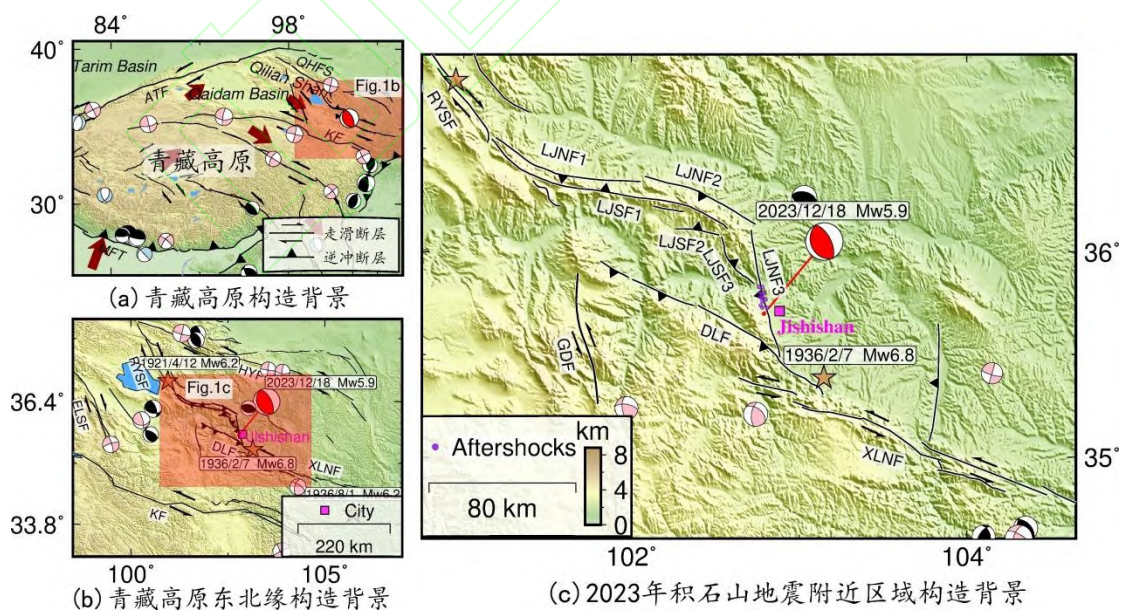 84° 98°
40°
30°
Tarim Basin
ATF
Qaidam Basin
Qilian Shan
QHFS
Fig.1b
KF
青藏高原
走滑断层
逆冲断层
(a) 青藏高原构造背景
36.4°
33.8°
1921/4/12 Mw6.2
Fig.1c
2023/12/18 Mw5.9
ELSF
Jishishan
DLF
1936/2/7 Mw6.8
XLNF
1936/8/1 Mw6.2
KF
City
220 km
100° 105°
(b) 青藏高原东北缘构造背景
RYSF
LJNF1
LJNF2
LJSF1
2023/12/18 Mw5.9
LJSF2
LJSF3
LJNF3
36°
Jishishan
GDF
DLF
1936/2/7 Mw6.8
XLNF
35°
Aftershocks
80 km
km
8
4
0
102° 104°
(c) 2023年积石山地震附近区域构造背景